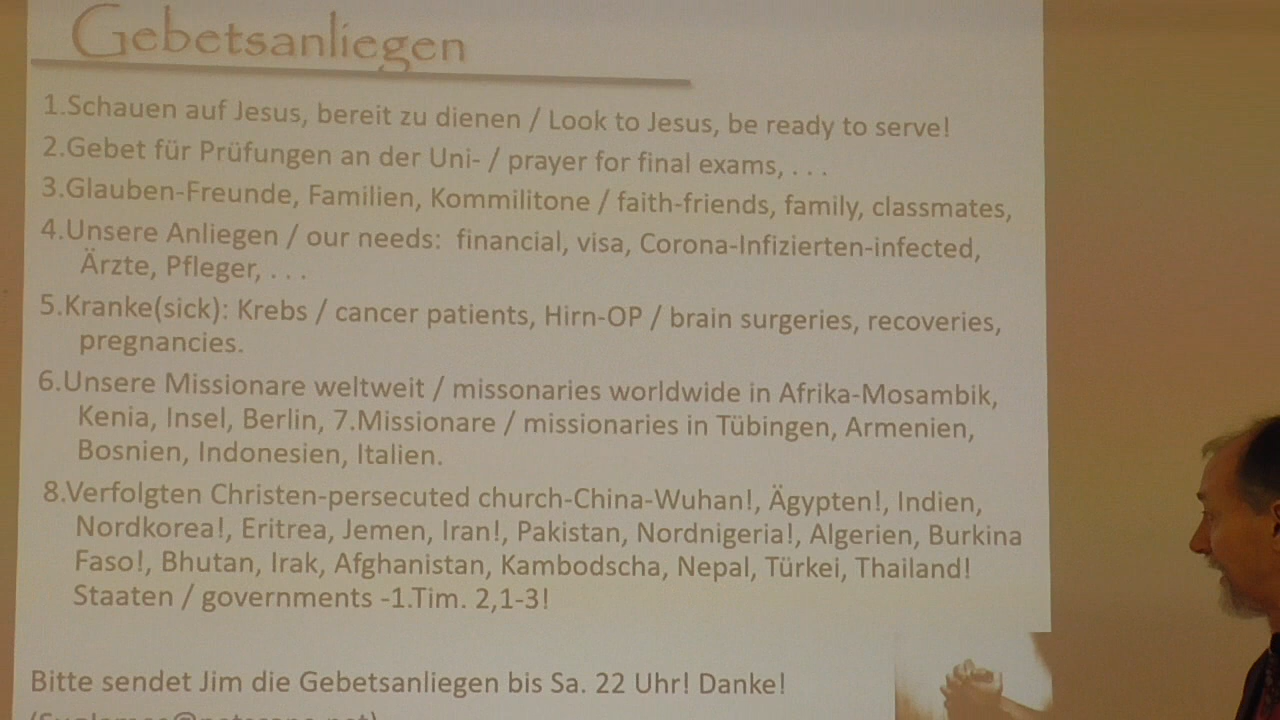 Gebetsanliegen
1.Schauen auf Jesus, bereit zu dienen / Look to Jesus, be ready to serve!
2.Gebet für Prüfungen an der Uni- / prayer for final exams, . . .
3.Glauben-Freunde, Familien, Kommilitone / faith-friends, family, classmates,
4.Unsere Anliegen / our needs:  financial, visa, Corona-Infizierten-infected,
Ärzte, Pfleger, . . .
5.Kranke(sick): Krebs / cancer patients, Hirn-OP / brain surgeries, recoveries,
pregnancies.
6.Unsere Missionare weltweit / missonaries worldwide in Afrika-Mosambik,
Kenia, Insel, Berlin, 7.Missionare / missionaries in Tübingen, Armenien,
Bosnien, Indonesien, Italien.
8.Verfolgten Christen-persecuted church-China-Wuhan!, Ägypten!, Indien,
Nordkorea!, Eritrea, Jemen, Iran!, Pakistan, Nordnigeria!, Algerien, Burkina
Faso!, Bhutan, Irak, Afghanistan, Kambodscha, Nepal, Türkei, Thailand!
Staaten / governments -1.Tim. 2,1-3!
Bitte sendet Jim die Gebetsanliegen bis Sa. 22 Uhr! Danke!